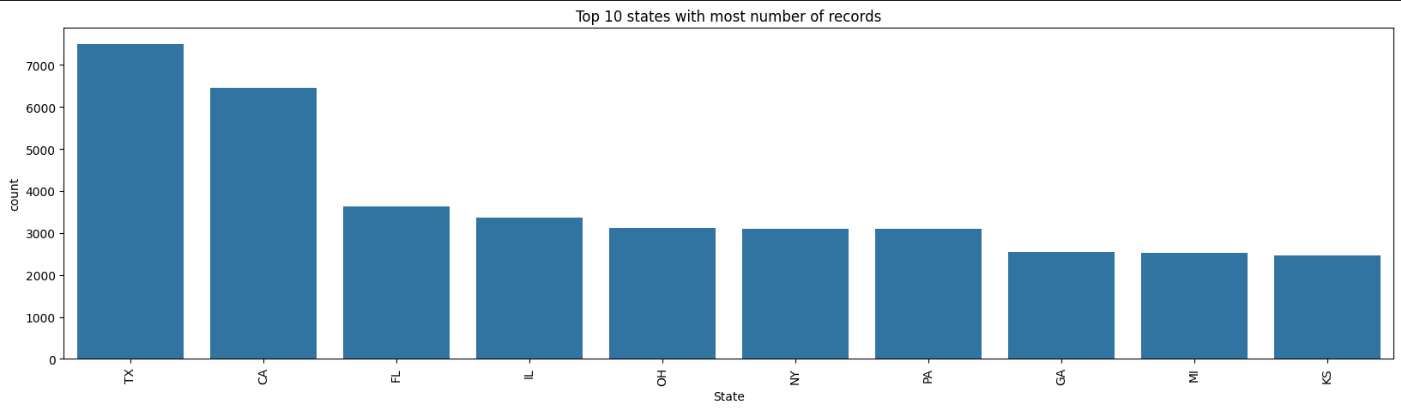 Top 10 states with most number of records
count
7000
6000
5000
4000
3000
2000
1000
0
TX
CA
FL
IL
OH
NY
PA
GA
MI
KS
State